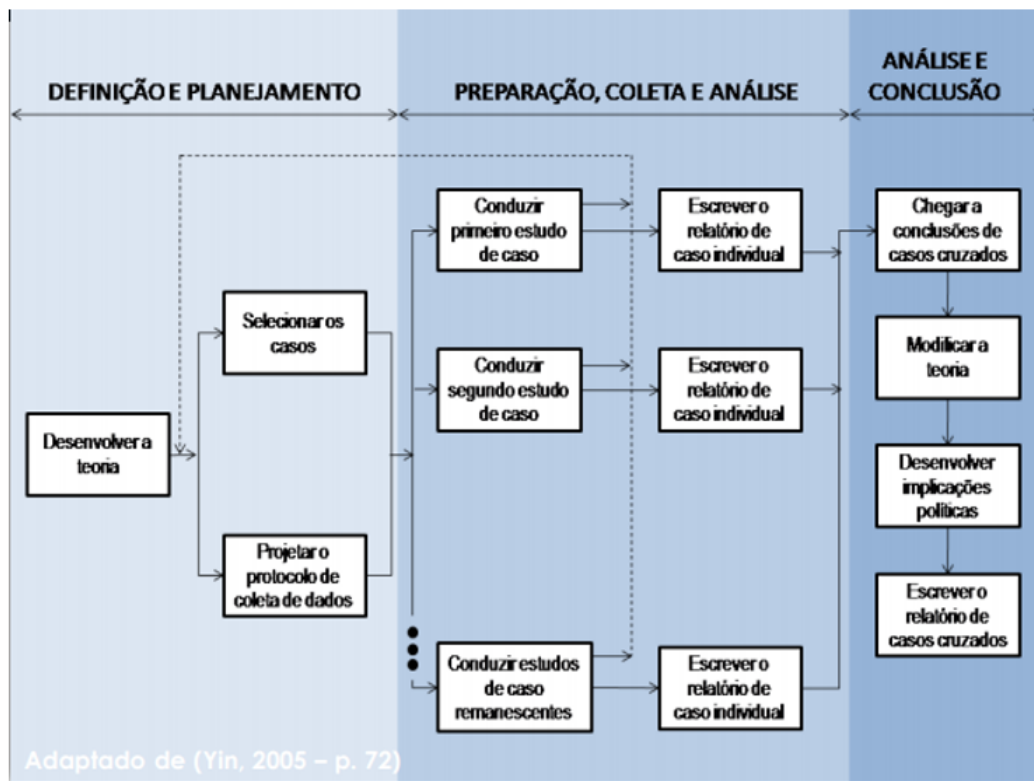 DEFINIÇÃO E PLANEJAMENTO
PREPARAÇÃO, COLETA E ANÁLISE
ANÁLISE E
CONCLUSÃO
Desenvolver a
teoria
Selecionar os
casos
Projetar o
protocolo de
coleta de dados
Conduzir
primeiro estudo
de caso
Escrever o
relatório de
caso individual
Conduzir
segundo estudo
de caso
Escrever o
relatório de
caso individual
Conduzir estudos
de caso
remanescentes
Escrever o
relatório de
caso individual
Chegar a
conclusões de
casos cruzados
Modificar a
teoria
Desenvolver
implicações
políticas
Escrever o
relatório de
casos cruzados
Adaptado de (Yin, 2005 – p. 72)